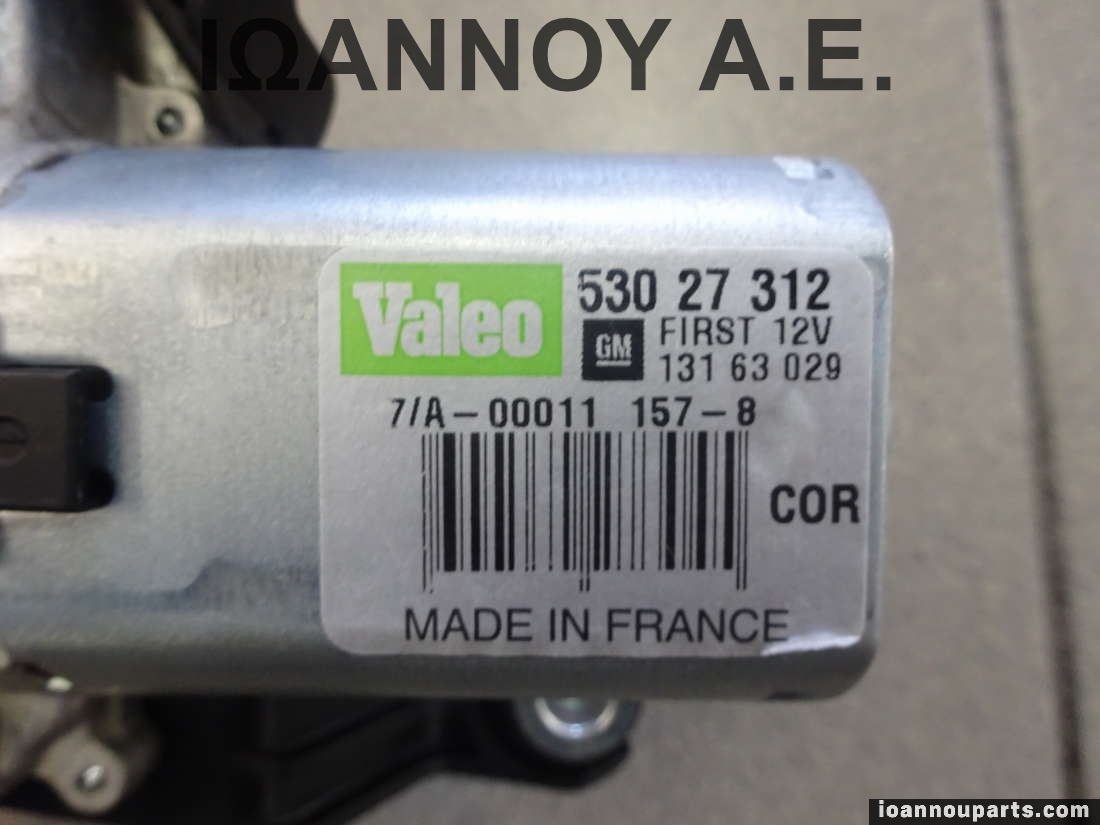 ΙΩΑΝΝΟΥ Α.Ε.
Valeo
530 27 312
GM
FIRST 12V
131 63 029
7/A-00011 157-8
COR
MADE IN FRANCE
ioannouparts.com